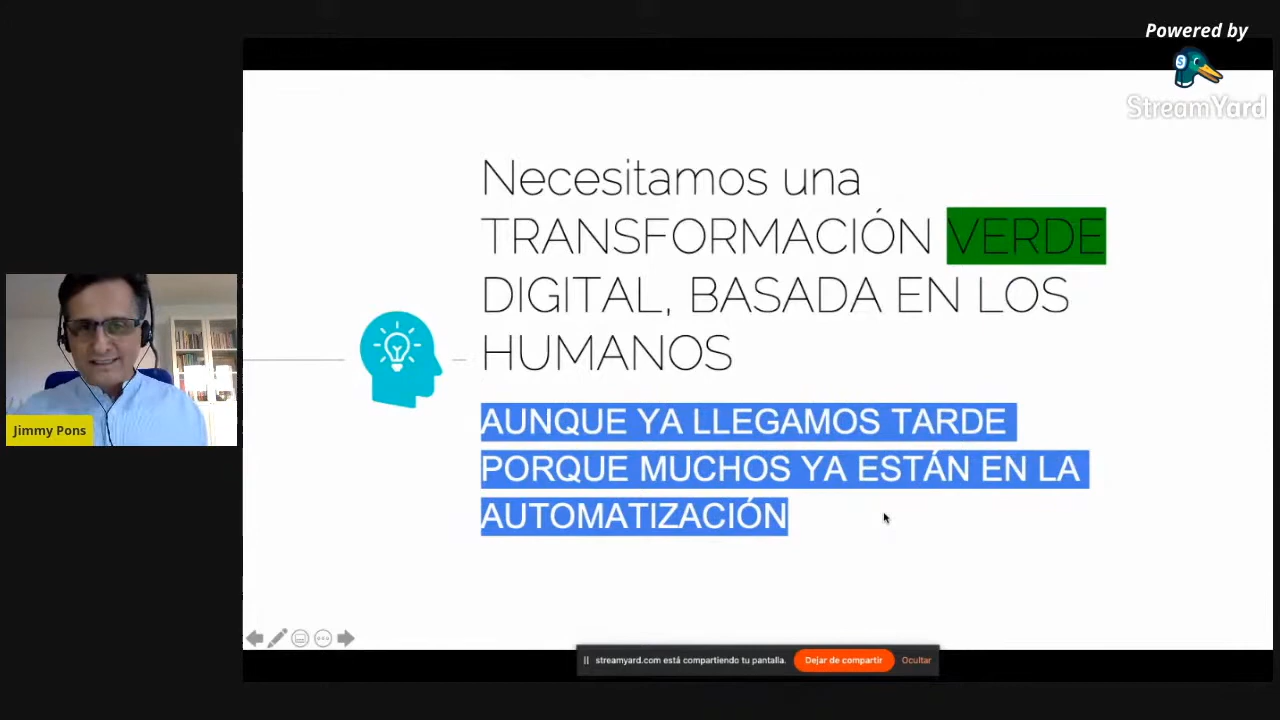 Powered by
StreamYard
Necesitamos una
TRANSFORMACIÓN VERDE
DIGITAL, BASADA EN LOS
HUMANOS
AUNQUE YA LLEGAMOS TARDE
PORQUE MUCHOS YA ESTÁN EN LA
AUTOMATIZACIÓN
Jimmy Pons
streamyard.com está compartiendo tu pantalla. Dejar de compartir Ocultar